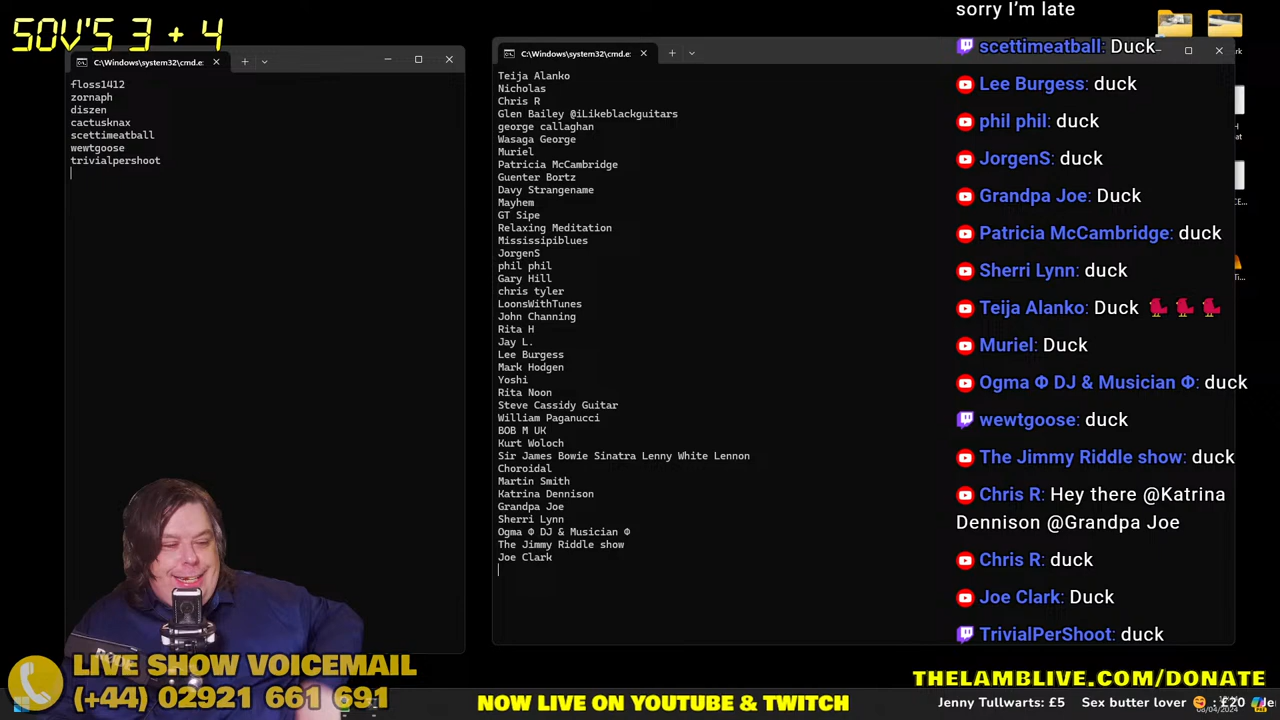 SOV'S 3 + 4
C:\Windows\system32\cmd.e:
floss1412
zornaph
diszen
cactusknax
scettimeatball
wewtgoose
trivialpershoot
C:\Windows\system32\cmd.e:
Teija Alanko
Nicholas
Chris R
Glen Bailey @iLikeblackguitars
george callaghan
Wasaga George
Muriel
Patricia McCambridge
Guenter Bortz
Davy Strangename
Mayhem
GT Sipe
Relaxing Meditation
Mississipiblues
JorgenS
phil phil
Gary Hill
chris tyler
LoonsWithTunes
John Channing
Rita H
Jay L.
Lee Burgess
Mark Hodgen
Yoshi
Rita Noon
Steve Cassidy Guitar
William Paganucci
BOB M UK
Kurt Woloch
Sir James Bowie Sinatra Lenny White Lennon
Choroidal
Martin Smith
Katrina Dennison
Grandpa Joe
Sherri Lynn
Ogma Φ DJ & Musician Φ
The Jimmy Riddle show
Joe Clark
sorry I'm late
scettimeatball: Duck
Lee Burgess: duck
phil phil: duck
JorgenS: duck
Grandpa Joe: Duck
Patricia McCambridge: duck
Sherri Lynn: duck
Teija Alanko: Duck
Muriel: Duck
Ogma Φ DJ & Musician Φ: duck
wewtgoose: duck
The Jimmy Riddle show: duck
Chris R: Hey there @Katrina
Dennison @Grandpa Joe
Chris R: duck
Joe Clark: Duck
TrivialPerShoot: duck
LIVE SHOW VOICEMAIL
(+44) 02921 661 691
NOW LIVE ON YOUTUBE & TWITCH
THELAMBLIVE.COM/DONATE
Jenny Tullwarts: £5 Sex butter lover 😋 : £20 Je
08/04/2024